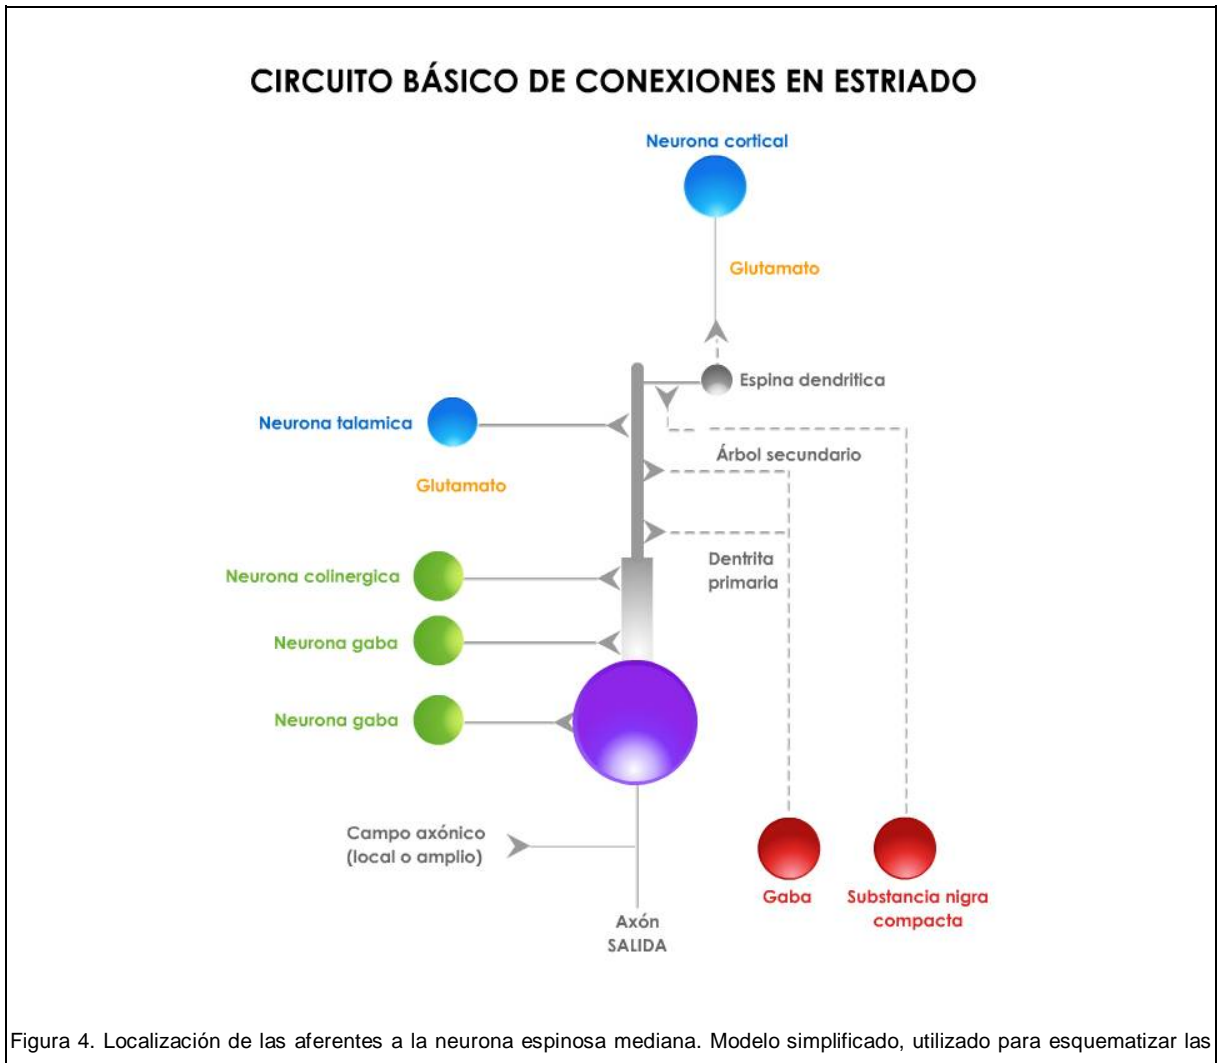 CIRCUITO BÁSICO DE CONEXIONES EN ESTRIADO
Neurona cortical
Glutamato
Espina dendritica
Neurona talamica
Árbol secundario
Glutamato
Dentrita
primaria
Neurona colinergica
Neurona gaba
Neurona gaba
Campo axónico
(local o amplio)
Gaba
Substancia nigra
compacta
Axón
SALIDA
Figura 4. Localización de las aferentes a la neurona espinosa mediana. Modelo simplificado, utilizado para esquematizar las